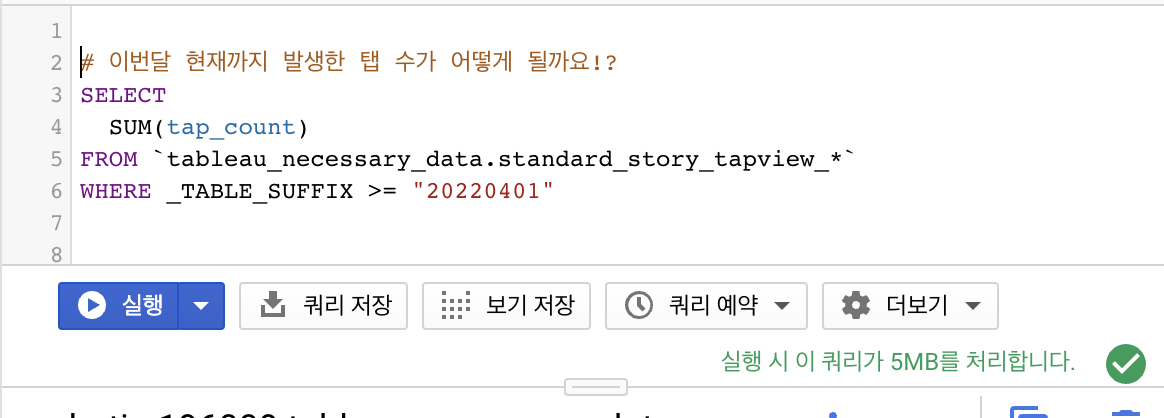 1
2 # 이번달 현재까지 발생한 탭 수가 어떻게 될까요!?
3 SELECT
4 SUM(tap_count)
5 FROM `tableau_necessary_data.standard_story_tapview_*`
6 WHERE _TABLE_SUFFIX >= "20220401"
7
8
실행 쿼리 저장 보기 저장 쿼리 예약 더보기
실행 시 이 쿼리가 5MB를 처리합니다.